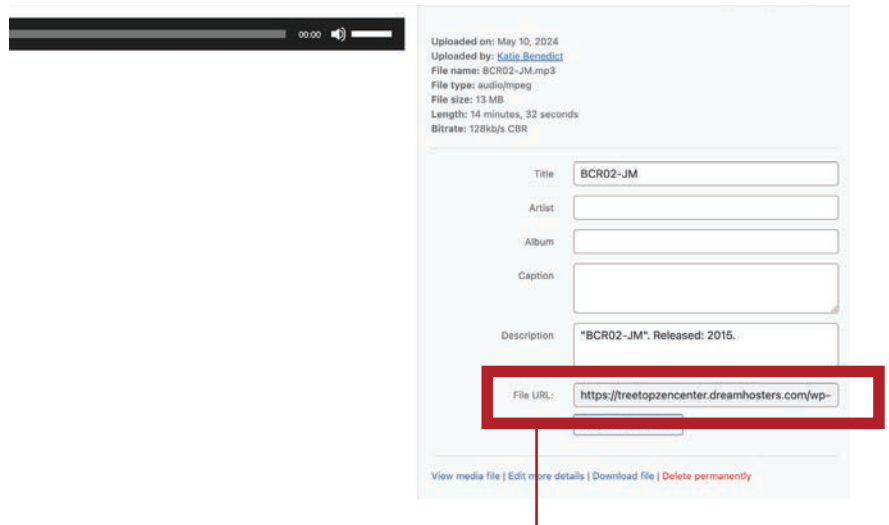 00:00
Uploaded on: May 10, 2024
Uploaded by: Katie Benedict
File name: BCR02-JM.mp3
File type: audio/mpeg
File size: 13 MB
Length: 14 minutes, 32 seconds
Bitrate: 128kb/s CBR
Title BCR02-JM
Artist
Album
Caption
Description "BCR02-JM". Released: 2015.
File URL: https://treetopzencenter.dreamhosters.com/wp-
View media file | Edit more details | Download file | Delete permanently